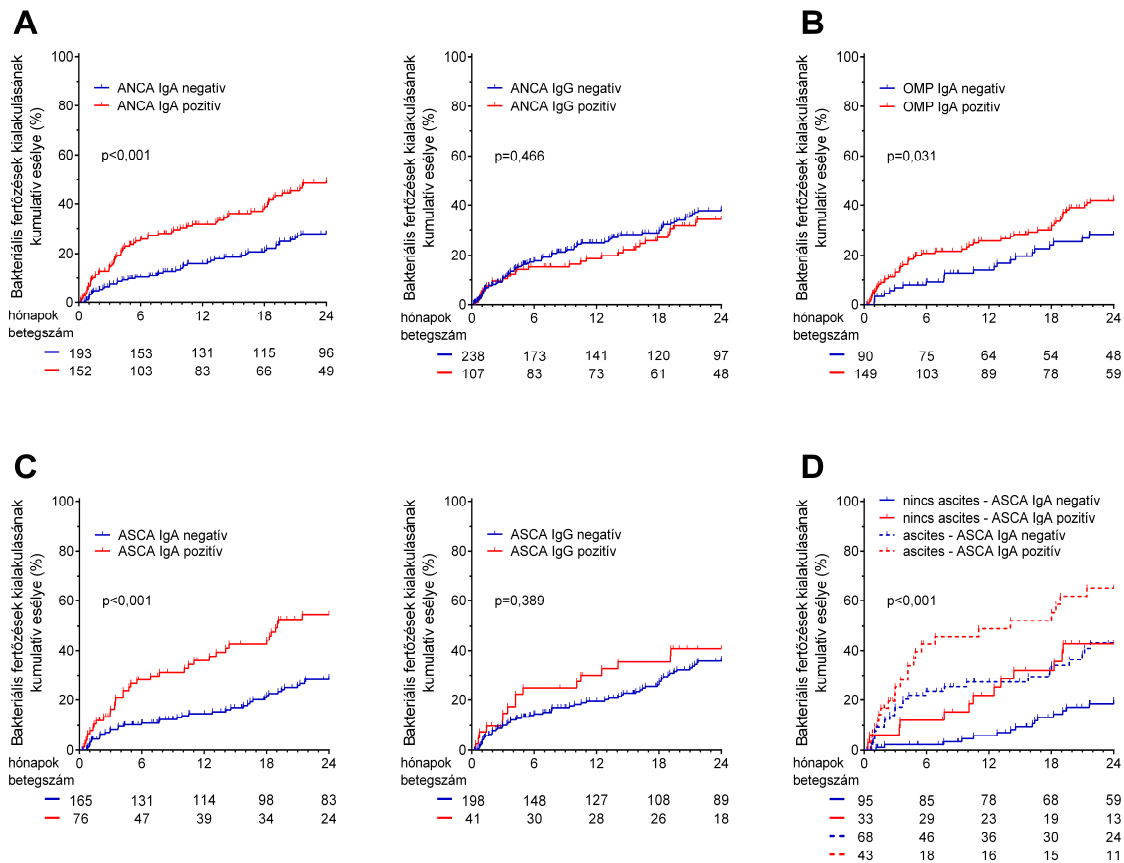 A
Bakteriális fertőzések kialakulásának
kumulatív esélye (%)
100
80
60
40
20
0
ANCA IgA negatív
ANCA IgA pozitív
p<0,001
6 12 18 24
hónapok
betegszám
193 153 131 115 96
152 103 83 66 49
Bakteriális fertőzések kialakulásának
kumulatív esélye (%)
100
80
60
40
20
0
ANCA IgG negatív
ANCA IgG pozitív
p=0,466
6 12 18 24
238 173 141 120 97
107 83 73 61 48
B
Bakteriális fertőzések kialakulásának
kumulatív esélye (%)
100
80
60
40
20
0
OMP IgA negatív
OMP IgA pozitív
p=0,031
6 12 18 24
hónapok
betegszám
90 75 64 54 48
149 103 89 78 59
C
Bakteriális fertőzések kialakulásának
kumulatív esélye (%)
100
80
60
40
20
0
ASCA IgA negatív
ASCA IgA pozitív
p<0,001
6 12 18 24
hónapok
betegszám
165 131 114 98 83
76 47 39 34 24
Bakteriális fertőzések kialakulásának
kumulatív esélye (%)
100
80
60
40
20
0
ASCA IgG negatív
ASCA IgG pozitív
p=0,389
6 12 18 24
198 148 127 108 89
41 30 28 26 18
D
Bakteriális fertőzések kialakulásának
kumulatív esélye (%)
100
80
60
40
20
0
nincs ascites - ASCA IgA negatív
nincs ascites - ASCA IgA pozitív
ascites - ASCA IgA negatív
ascites - ASCA IgA pozitív
p<0,001
6 12 18 24
hónapok
betegszám
95 85 78 68 59
33 29 23 19 13
68 46 36 30 24
43 18 16 15 11